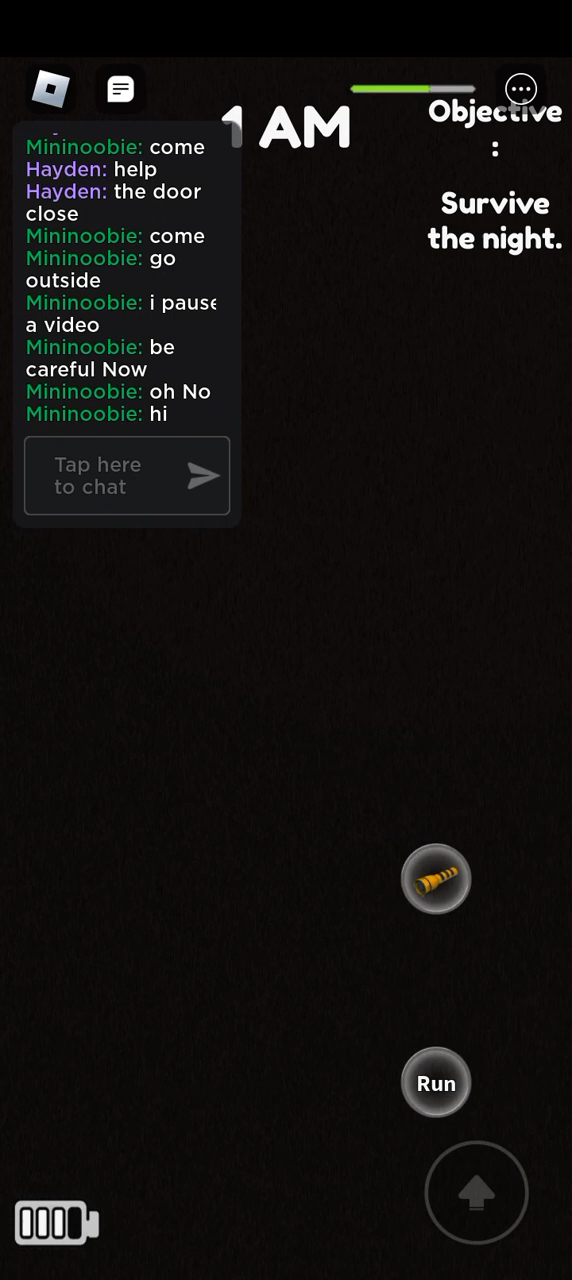 1 AM
Objective
:
Survive
the night.
Mininoobie: come
Hayden: help
Hayden: the door
close
Mininoobie: come
Mininoobie: go
outside
Mininoobie: i pause
a video
Mininoobie: be
careful Now
Mininoobie: oh No
Mininoobie: hi
Tap here
to chat
Run